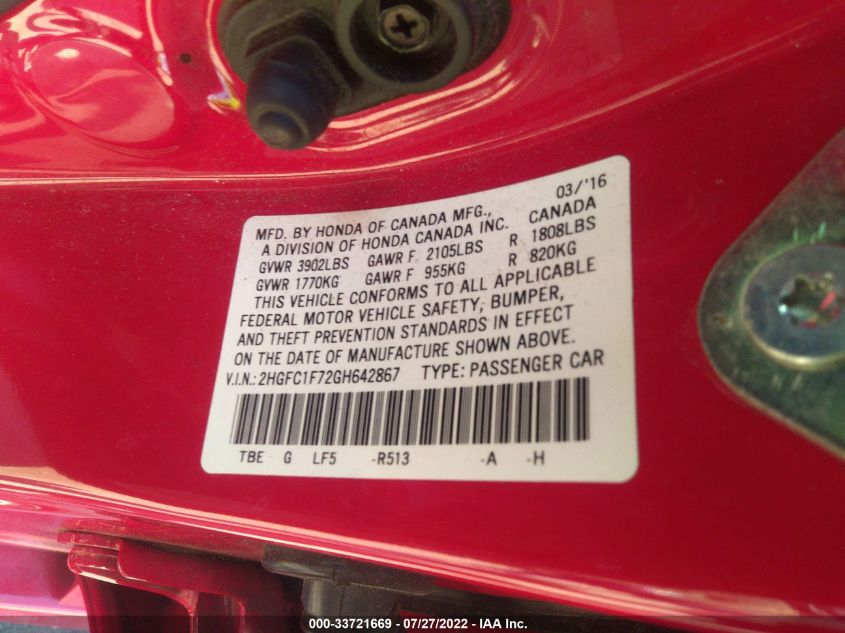 03/'16
MFD. BY HONDA OF CANADA MFG.,
A DIVISION OF HONDA CANADA INC. CANADA
GVWR 3902LBS GAWR F 2105LBS R 1808LBS
GVWR 1770KG GAWR F 955KG R 820KG
THIS VEHICLE CONFORMS TO ALL APPLICABLE
FEDERAL MOTOR VEHICLE SAFETY, BUMPER,
AND THEFT PREVENTION STANDARDS IN EFFECT
ON THE DATE OF MANUFACTURE SHOWN ABOVE.
V.I.N.: 2HGFC1F72GH642867 TYPE: PASSENGER CAR
TBE G LF5 -R513 -A -H
000-33721669 - 07/27/2022 - IAA Inc.